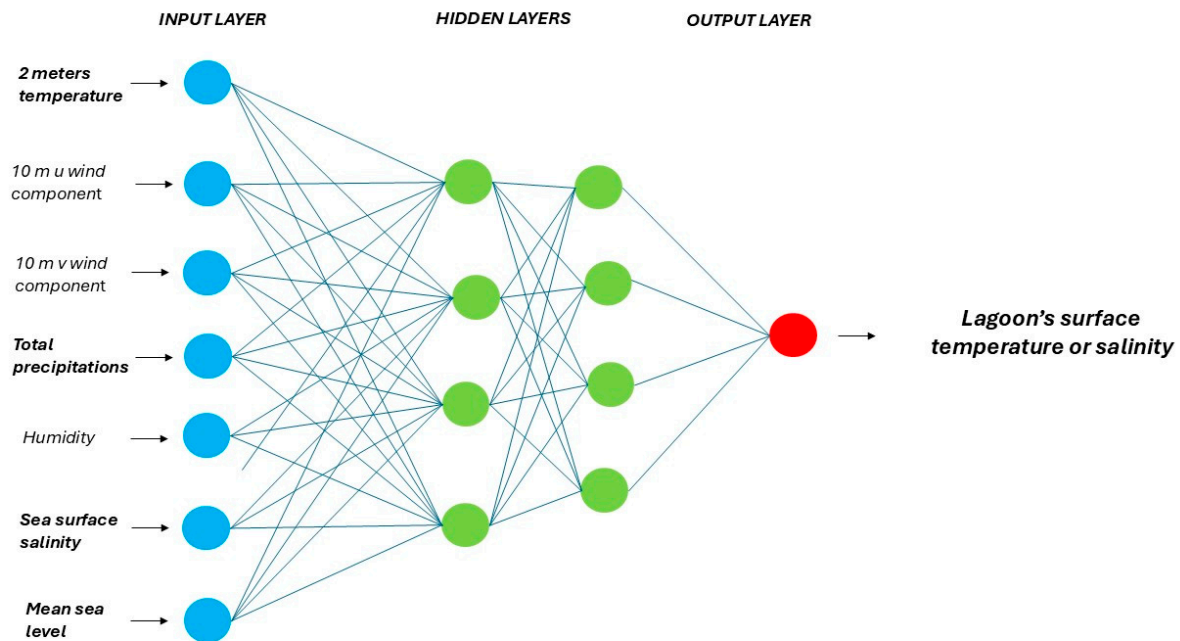 INPUT LAYER
HIDDEN LAYERS
OUTPUT LAYER
2 meters
temperature
10 m u wind
component
10 m v wind
component
Total
precipitations
Humidity
Sea surface
salinity
Mean sea
level
Lagoon’s surface
temperature or salinity